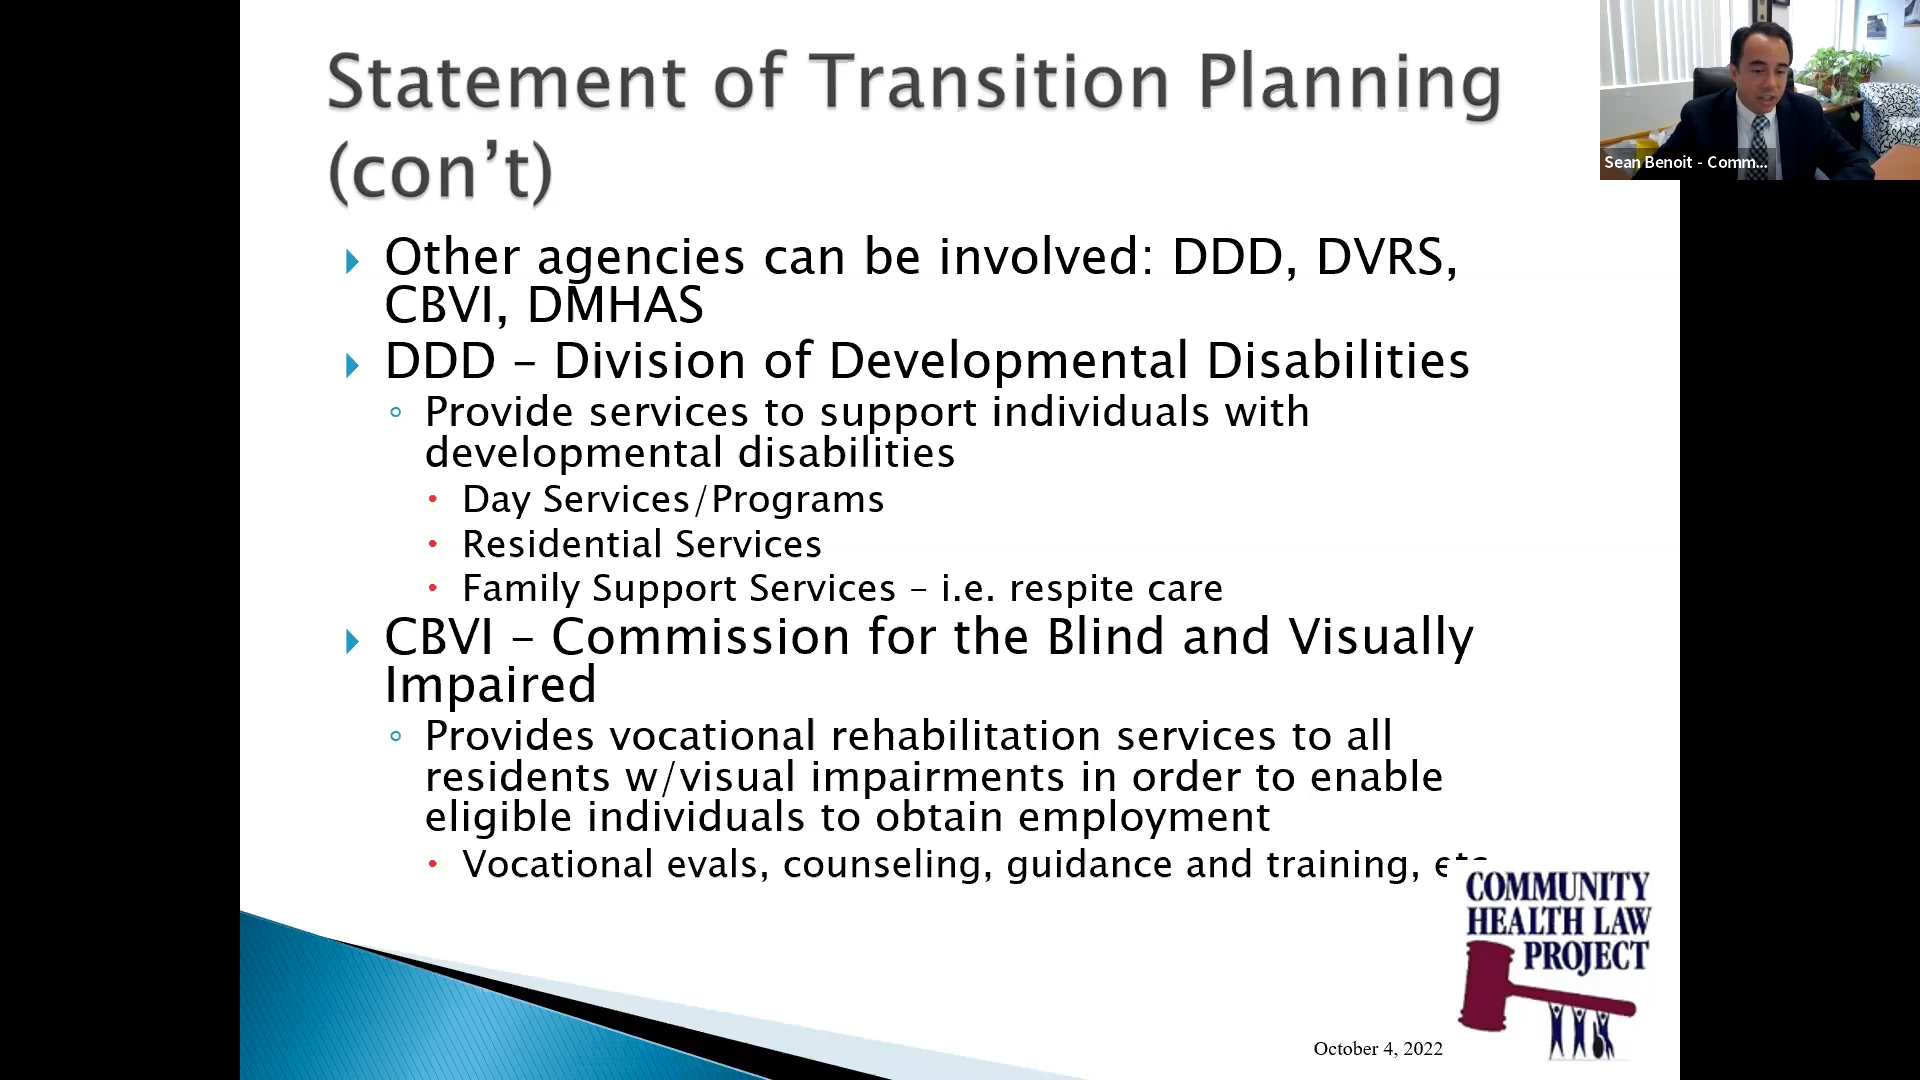 Statement of Transition Planning
(con’t)
Sean Benoit - Comm...
Other agencies can be involved: DDD, DVRS,
CBVI, DMHAS
DDD – Division of Developmental Disabilities
Provide services to support individuals with
developmental disabilities
Day Services/Programs
Residential Services
Family Support Services – i.e. respite care
CBVI – Commission for the Blind and Visually
Impaired
Provides vocational rehabilitation services to all
residents w/visual impairments in order to enable
eligible individuals to obtain employment
Vocational evals, counseling, guidance and training, etc
COMMUNITY
HEALTH LAW
PROJECT
October 4, 2022